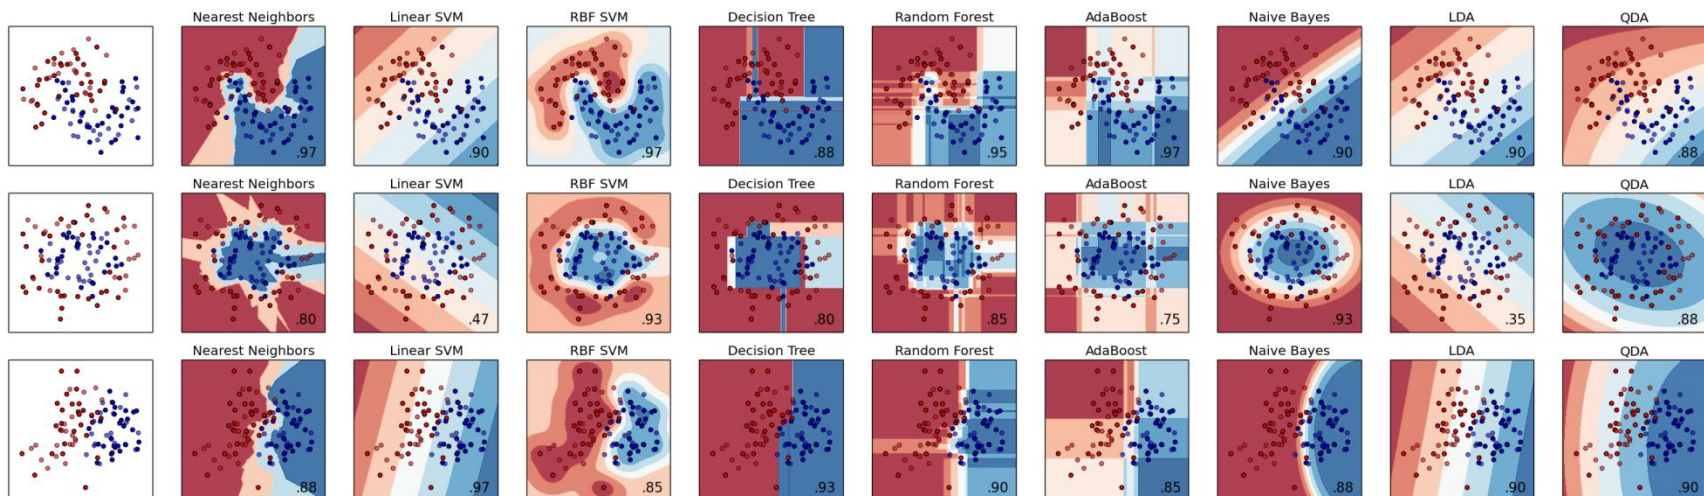 Nearest Neighbors Linear SVM RBF SVM Decision Tree Random Forest AdaBoost Naive Bayes LDA QDA
.97 .90 .97 .88 .95 .97 .90 .90 .88
Nearest Neighbors Linear SVM RBF SVM Decision Tree Random Forest AdaBoost Naive Bayes LDA QDA
.80 .47 .93 .80 .85 .75 .93 .35 .88
Nearest Neighbors Linear SVM RBF SVM Decision Tree Random Forest AdaBoost Naive Bayes LDA QDA
.88 .97 .85 .93 .90 .85 .88 .90 .90